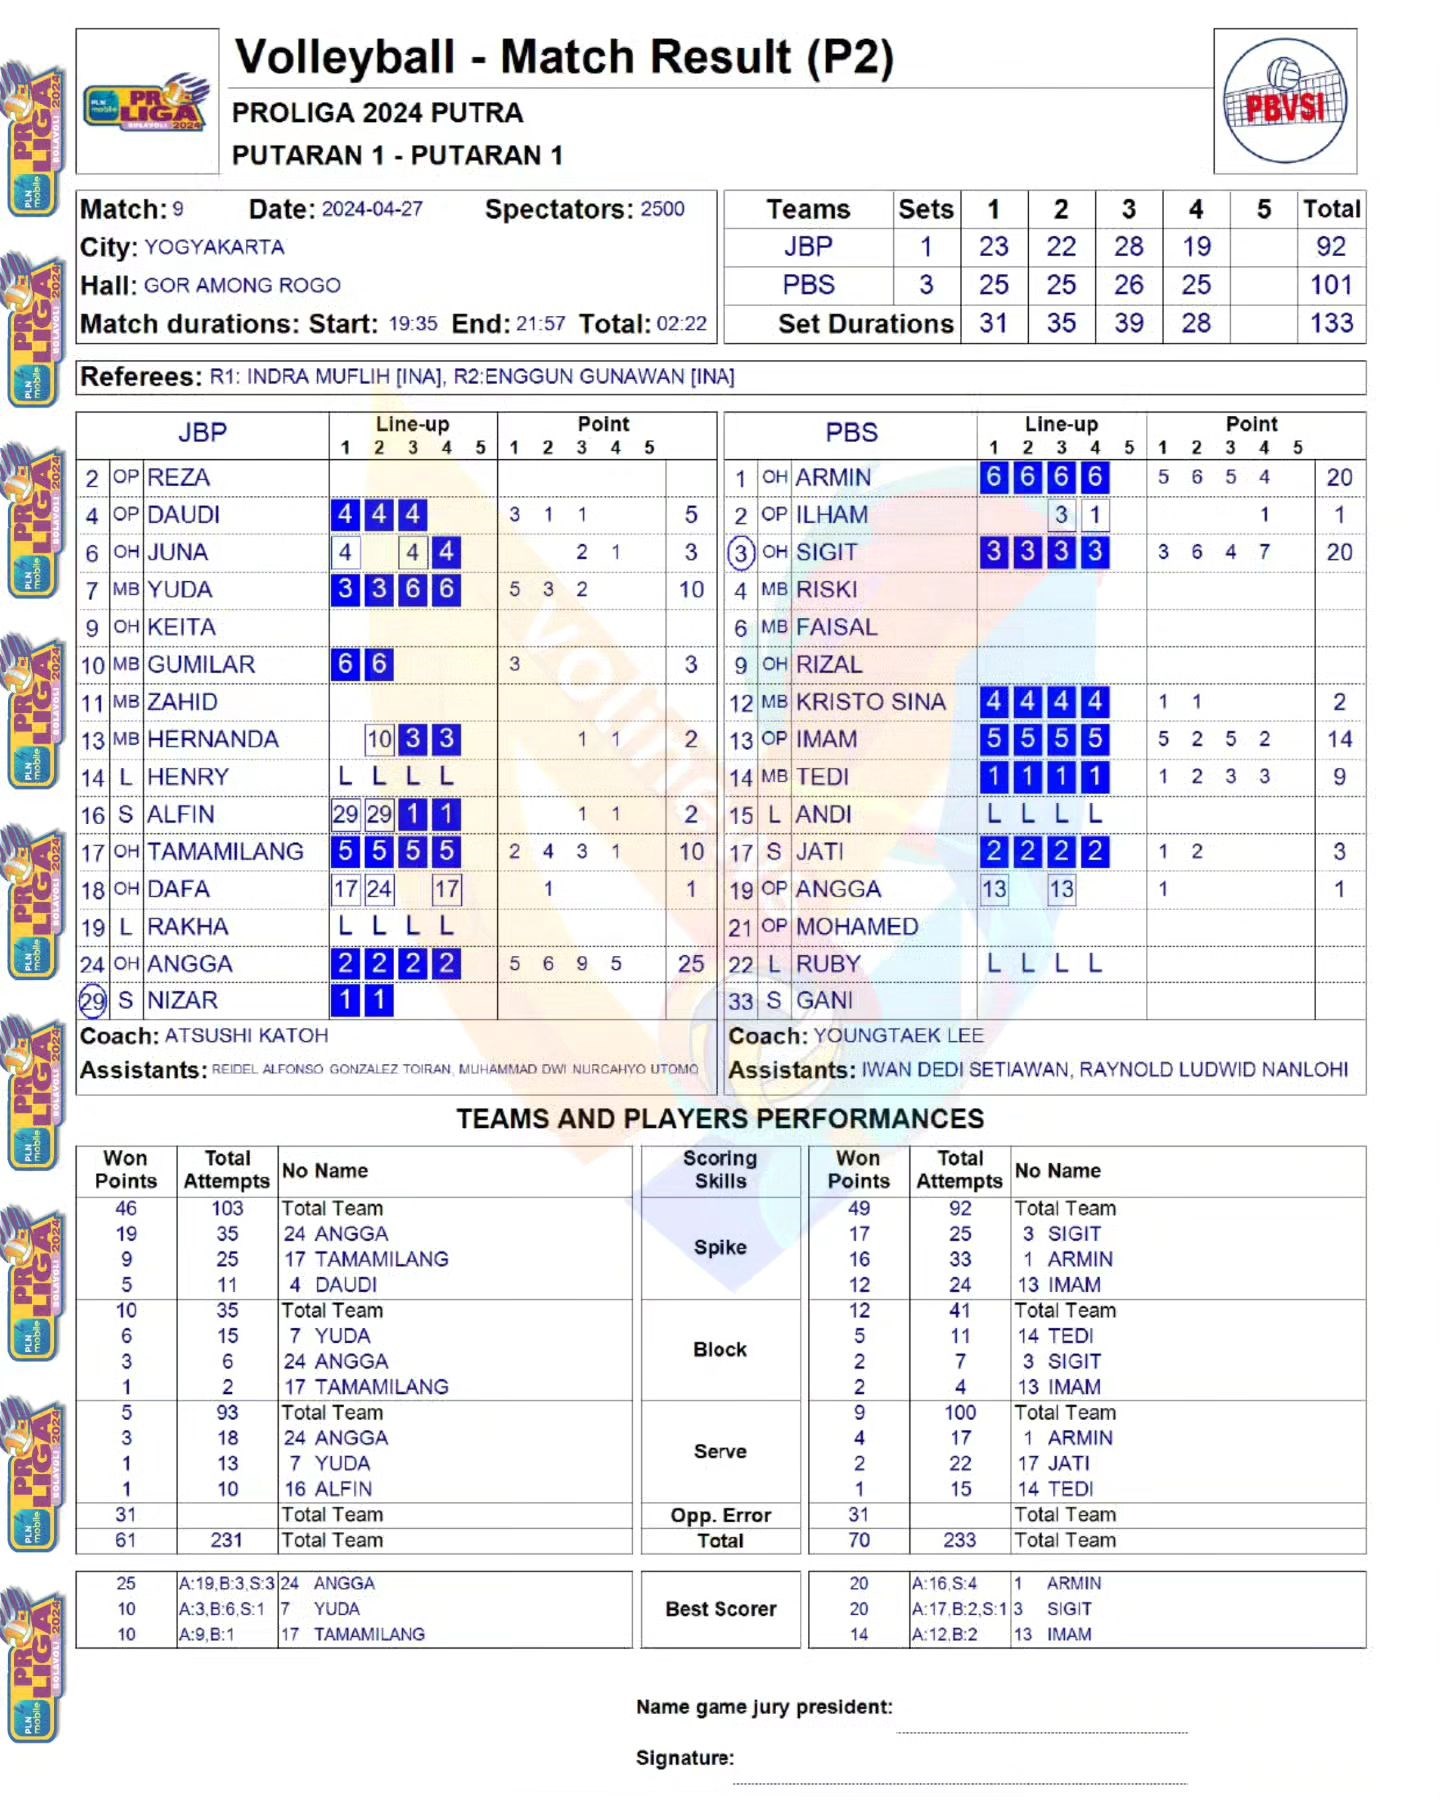 Volleyball - Match Result (P2)
PROLIGA 2024 PUTRA
PUTARAN 1 - PUTARAN 1
PLN mobile PROLIGA BOLAVOLI 2024
PBVSI
Match: 9 Date: 2024-04-27 Spectators: 2500
City: YOGYAKARTA
Hall: GOR AMONG ROGO
Match durations: Start: 19:35 End: 21:57 Total: 02:22
Teams Sets 1 2 3 4 5 Total
JBP 1 23 22 28 19 92
PBS 3 25 25 26 25 101
Set Durations 31 35 39 28 133
Referees: R1: INDRA MUFLIH [INA], R2:ENGGUN GUNAWAN [INA]
JBP Line-up Point
1 2 3 4 5 1 2 3 4 5
2 OP REZA
4 OP DAUDI 4 4 4 3 1 1 5
6 OH JUNA 4 4 4 2 1 3
7 MB YUDA 3 3 6 6 5 3 2 10
9 OH KEITA
10 MB GUMILAR 6 6 3 3
11 MB ZAHID
13 MB HERNANDA 10 3 3 1 1 2
14 L HENRY L L L L
16 S ALFIN 29 29 1 1 1 1 2
17 OH TAMAMILANG 5 5 5 5 2 4 3 1 10
18 OH DAFA 17 24 17 1 1
19 L RAKHA L L L L
24 OH ANGGA 2 2 2 2 5 6 9 5 25
29 S NIZAR 1 1
Coach: ATSUSHI KATOH
Assistants: REIDEL ALFONSO GONZALEZ TOIRAN, MUHAMMAD DWI NURCAHYO UTOMO
PBS Line-up Point
1 2 3 4 5 1 2 3 4 5
1 OH ARMIN 6 6 6 6 5 6 5 4 20
2 OP ILHAM 3 1 1 1
3 OH SIGIT 3 3 3 3 3 6 4 7 20
4 MB RISKI
6 MB FAISAL
9 OH RIZAL
12 MB KRISTO SINA 4 4 4 4 1 1 2
13 OP IMAM 5 5 5 5 5 2 5 2 14
14 MB TEDI 1 1 1 1 1 2 3 3 9
15 L ANDI L L L L
17 S JATI 2 2 2 2 1 2 3
19 OP ANGGA 13 13 1 1
21 OP MOHAMED
22 L RUBY L L L L
33 S GANI
Coach: YOUNGTAEK LEE
Assistants: IWAN DEDI SETIAWAN, RAYNOLD LUDWID NANLOHI
TEAMS AND PLAYERS PERFORMANCES
Won Points Total Attempts No Name Scoring Skills Won Points Total Attempts No Name
46 103 Total Team Spike 49 92 Total Team
19 35 24 ANGGA 17 25 3 SIGIT
9 25 17 TAMAMILANG 16 33 1 ARMIN
5 11 4 DAUDI 12 24 13 IMAM
10 35 Total Team Block 12 41 Total Team
6 15 7 YUDA 5 11 14 TEDI
3 6 24 ANGGA 2 7 3 SIGIT
1 2 17 TAMAMILANG 2 4 13 IMAM
5 93 Total Team Serve 9 100 Total Team
3 18 24 ANGGA 4 17 1 ARMIN
1 13 7 YUDA 2 22 17 JATI
1 10 16 ALFIN 1 15 14 TEDI
31 Total Team Opp. Error 31 Total Team
61 231 Total Team Total 70 233 Total Team
25 A:19,B:3,S:3 24 ANGGA Best Scorer 20 A:16,S:4 1 ARMIN
10 A:3,B:6,S:1 7 YUDA 20 A:17,B:2,S:1 3 SIGIT
10 A:9,B:1 17 TAMAMILANG 14 A:12,B:2 13 IMAM
Name game jury president:
Signature: